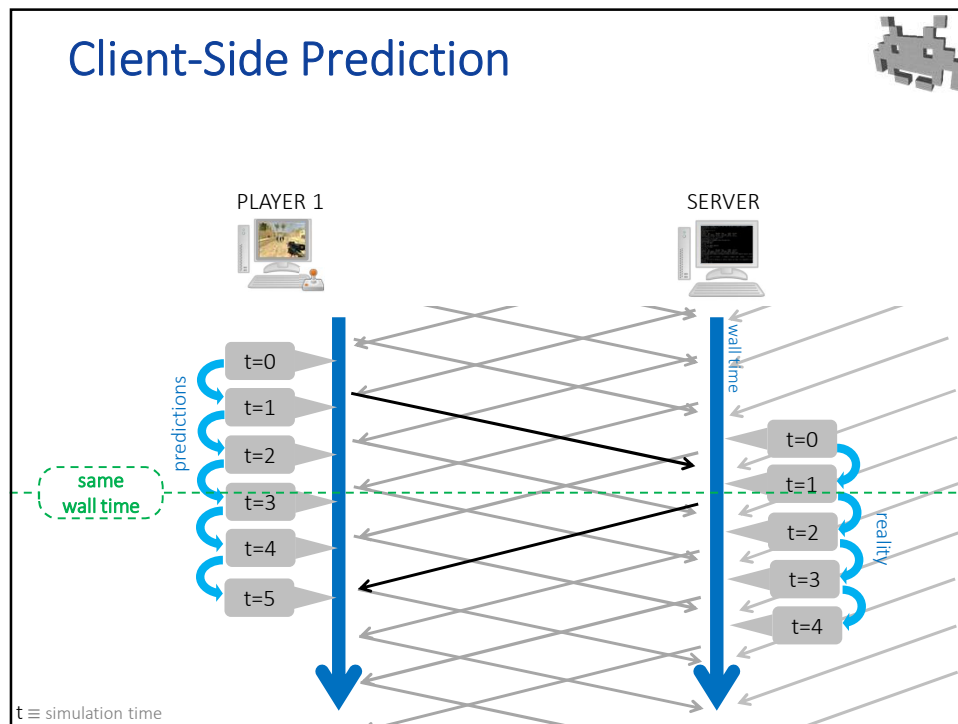 Client-Side Prediction
PLAYER 1
SERVER
wall time
predictions
t=0
t=1
t=2
t=3
t=4
t=5
same
wall time
t=0
t=1
t=2
t=3
t=4
reality
t ≡ simulation time